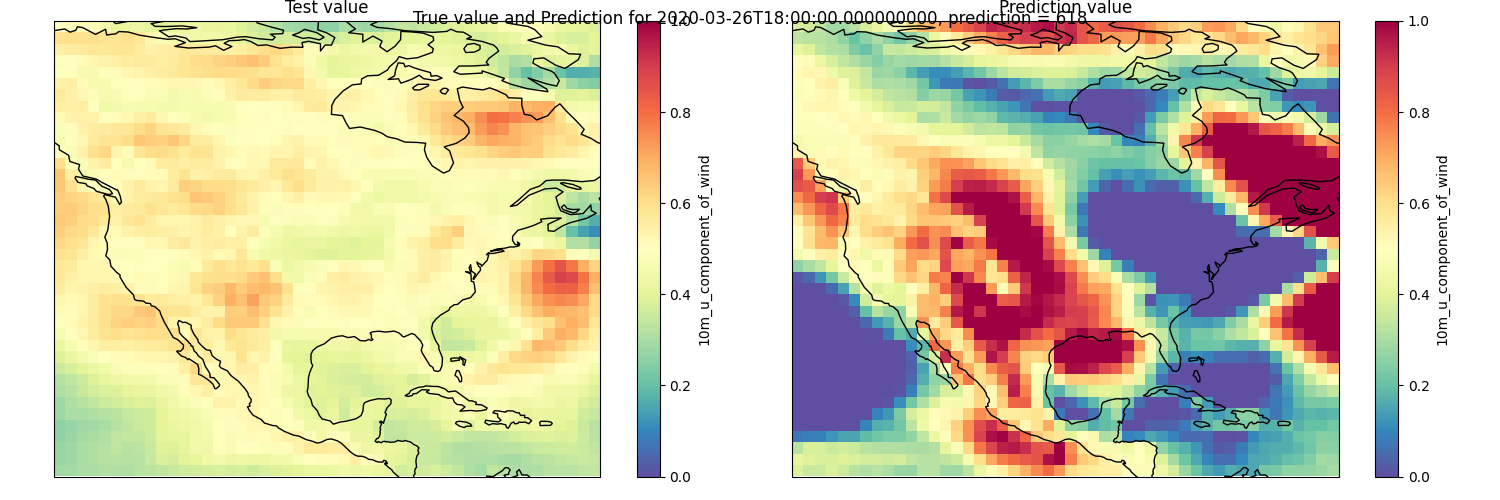 Test value
True value and Prediction for 2020-03-26T18:00:00.000000000, prediction = 618
Prediction value
1.0
0.8
0.6
0.4
0.2
0.0
10m_u_component_of_wind
1.0
0.8
0.6
0.4
0.2
0.0
10m_u_component_of_wind